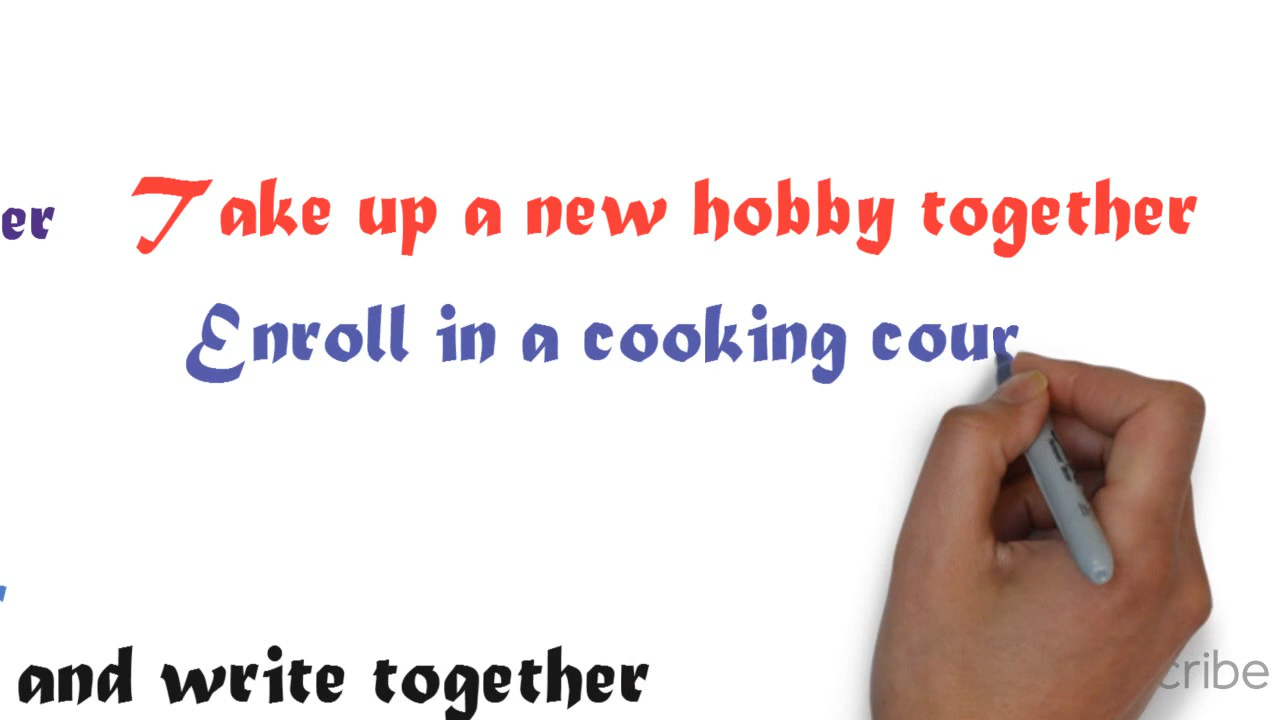 er Take up a new hobby together
Enroll in a cooking cour
and write together
cribe